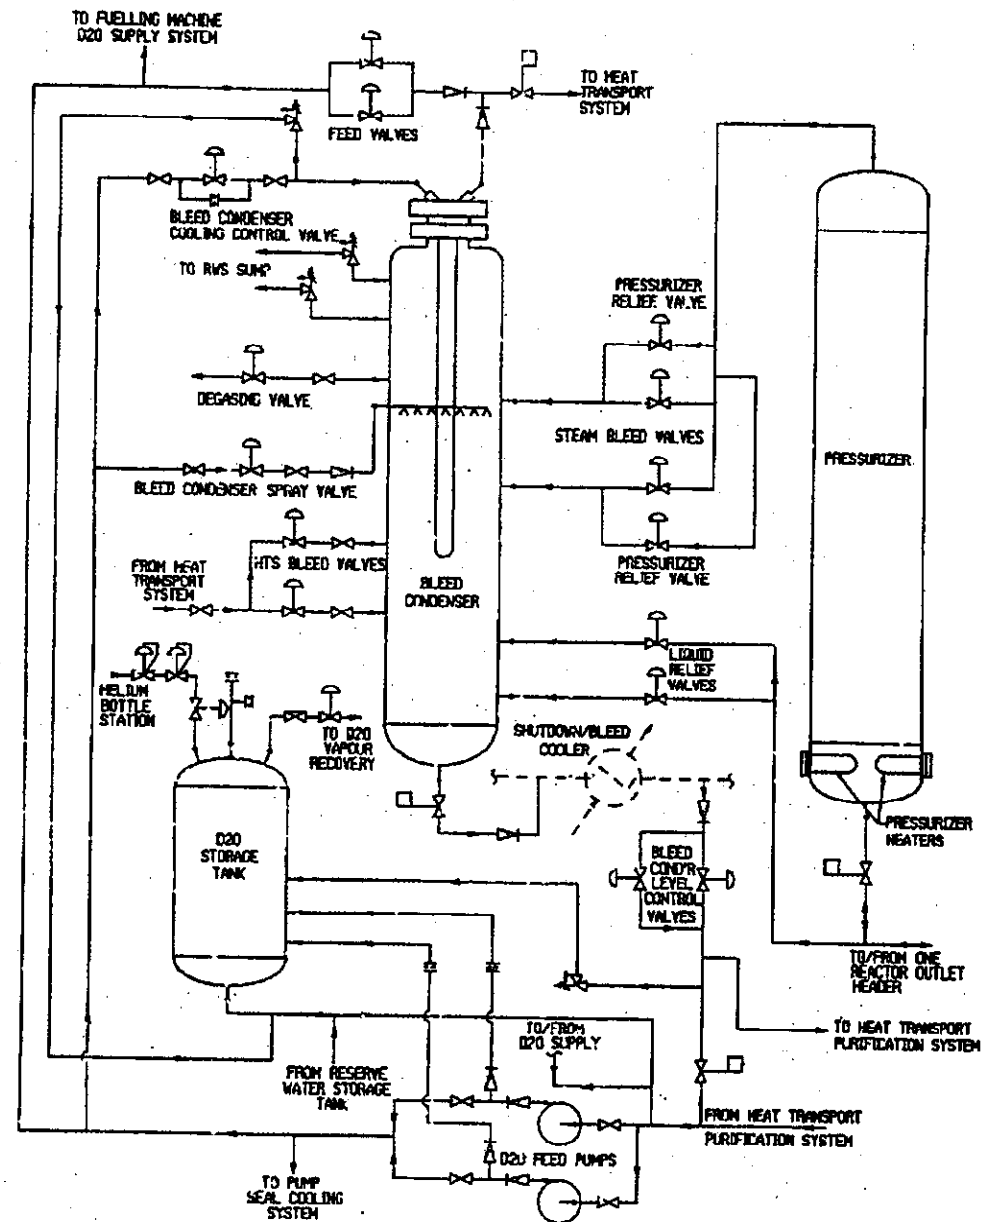 TO FUELLING MACHINE
D2O SUPPLY SYSTEM
TO HEAT
TRANSPORT
SYSTEM
FEED VALVES
BLEED CONDENSER
COOLING CONTROL VALVE
TO RWS SUMP
PRESSURIZER
RELIEF VALVE
DEGASING VALVE
STEAM BLEED VALVES
PRESSURIZER
BLEED CONDENSER SPRAY VALVE
HTS BLEED VALVES
FROM HEAT
TRANSPORT
SYSTEM
BLEED
CONDENSER
PRESSURIZER
RELIEF VALVE
LIQUID
RELIEF
VALVES
HELIUM
BOTTLE
STATION
TO D2O
VAPOUR
RECOVERY
SHUTDOWN/BLEED
COOLER
D2O
STORAGE
TANK
PRESSURIZER
HEATERS
BLEED
COND'R
LEVEL
CONTROL
VALVES
TO/FROM ONE
REACTOR OUTLET
HEADER
TO HEAT TRANSPORT
PURIFICATION SYSTEM
TO/FROM
D2O SUPPLY
FROM RESERVE
WATER STORAGE
TANK
FROM HEAT TRANSPORT
PURIFICATION SYSTEM
D2O FEED PUMPS
TO PUMP
SEAL COOLING
SYSTEM